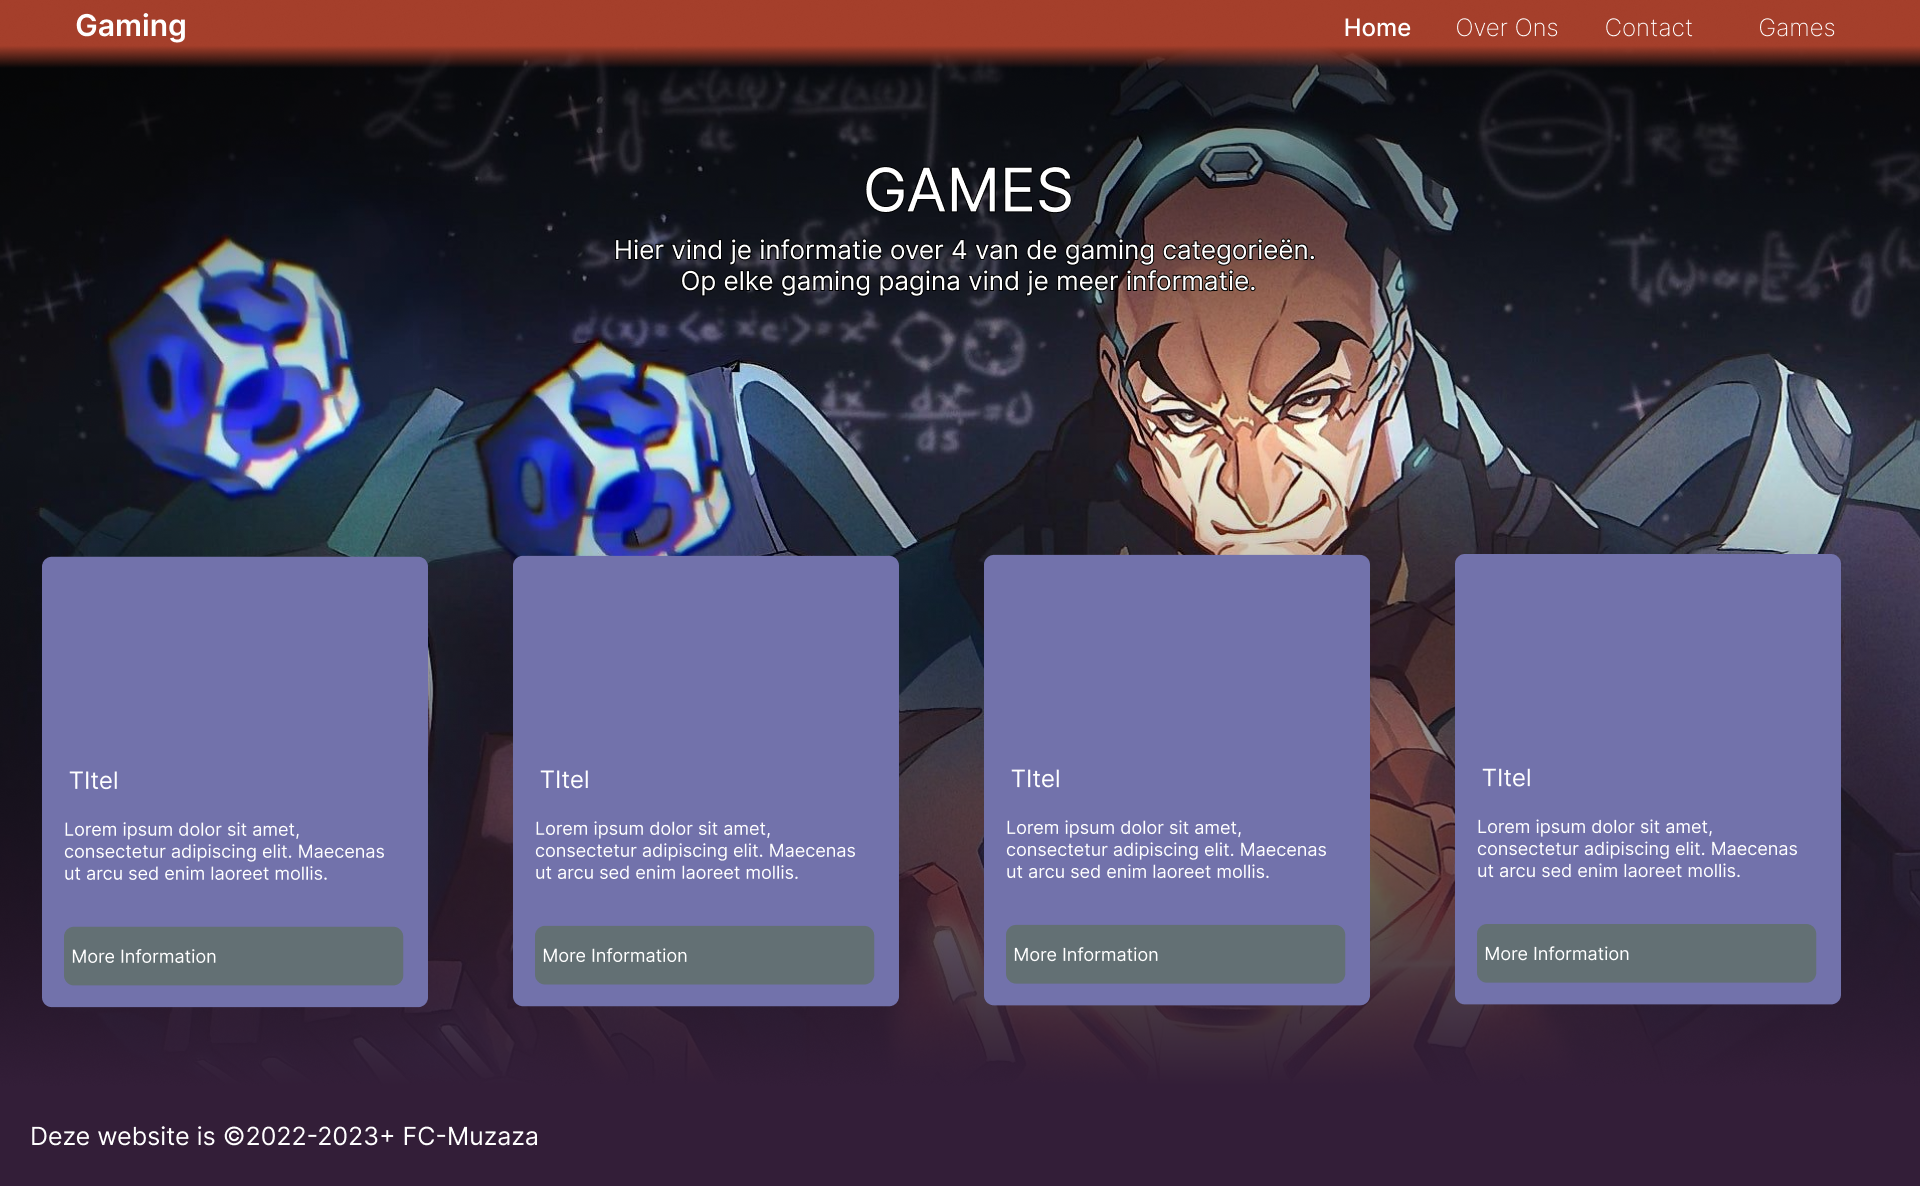 Gaming
Home
Over Ons
Contact
Games
GAMES
Hier vind je informatie over 4 van de gaming categorieën.
Op elke gaming pagina vind je meer informatie.
TItel
Lorem ipsum dolor sit amet,
consectetur adipiscing elit. Maecenas
ut arcu sed enim laoreet mollis.
More Information
TItel
Lorem ipsum dolor sit amet,
consectetur adipiscing elit. Maecenas
ut arcu sed enim laoreet mollis.
More Information
TItel
Lorem ipsum dolor sit amet,
consectetur adipiscing elit. Maecenas
ut arcu sed enim laoreet mollis.
More Information
TItel
Lorem ipsum dolor sit amet,
consectetur adipiscing elit. Maecenas
ut arcu sed enim laoreet mollis.
More Information
Deze website is ©2022-2023+ FC-Muzaza